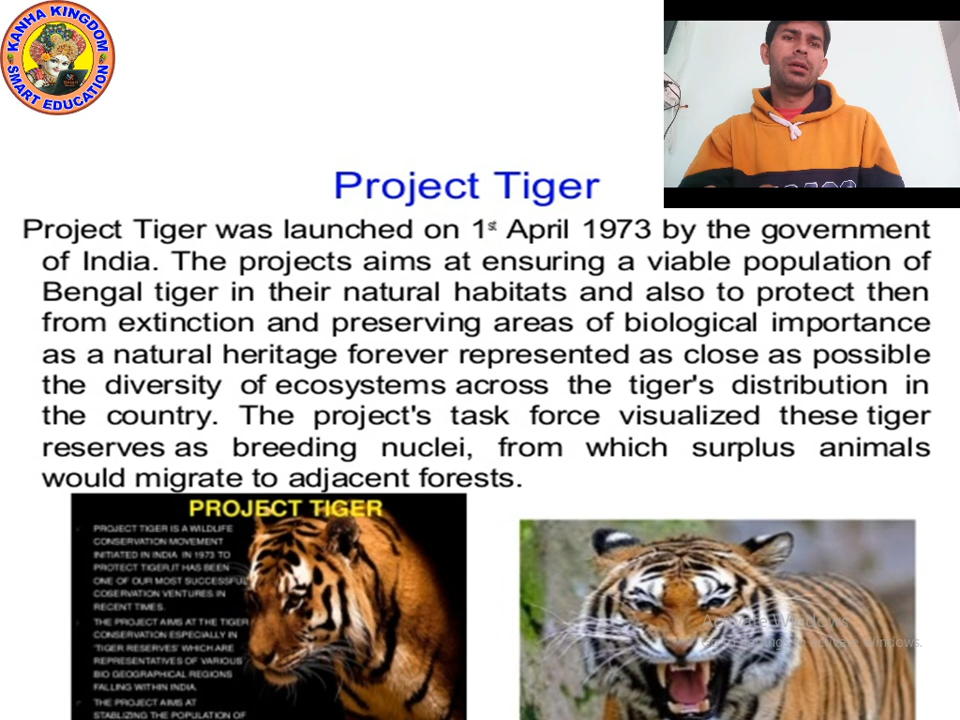 KANHA KINGDOM
SMART EDUCATION
Project Tiger
Project Tiger was launched on 1st April 1973 by the government
of India. The projects aims at ensuring a viable population of
Bengal tiger in their natural habitats and also to protect then
from extinction and preserving areas of biological importance
as a natural heritage forever represented as close as possible
the diversity of ecosystems across the tiger's distribution in
the country. The project's task force visualized these tiger
reserves as breeding nuclei, from which surplus animals
would migrate to adjacent forests.
PROJECT TIGER
PROJECT TIGER IS A WILDLIFE
CONSERVATION MOVEMENT
INITIATED IN INDIA IN 1973 TO
PROTECT TIGER.IT HAS BEEN
ONE OF OUR MOST SUCCESSFUL
COSERVATION VENTURES IN
RECENT TIMES.
THE PROJECT AIMS AT THE TIGER
CONSERVATION ESPECIALLY IN
'TIGER RESERVES' WHICH ARE
REPRESENTATIVES OF VARIOUS
BIO GEOGRAPHICAL REGIONS
FALLING WITHIN INDIA.
THE PROJECT AIMS AT
STABLIZING THE POPULATION OF
Activate Windows
Windows.